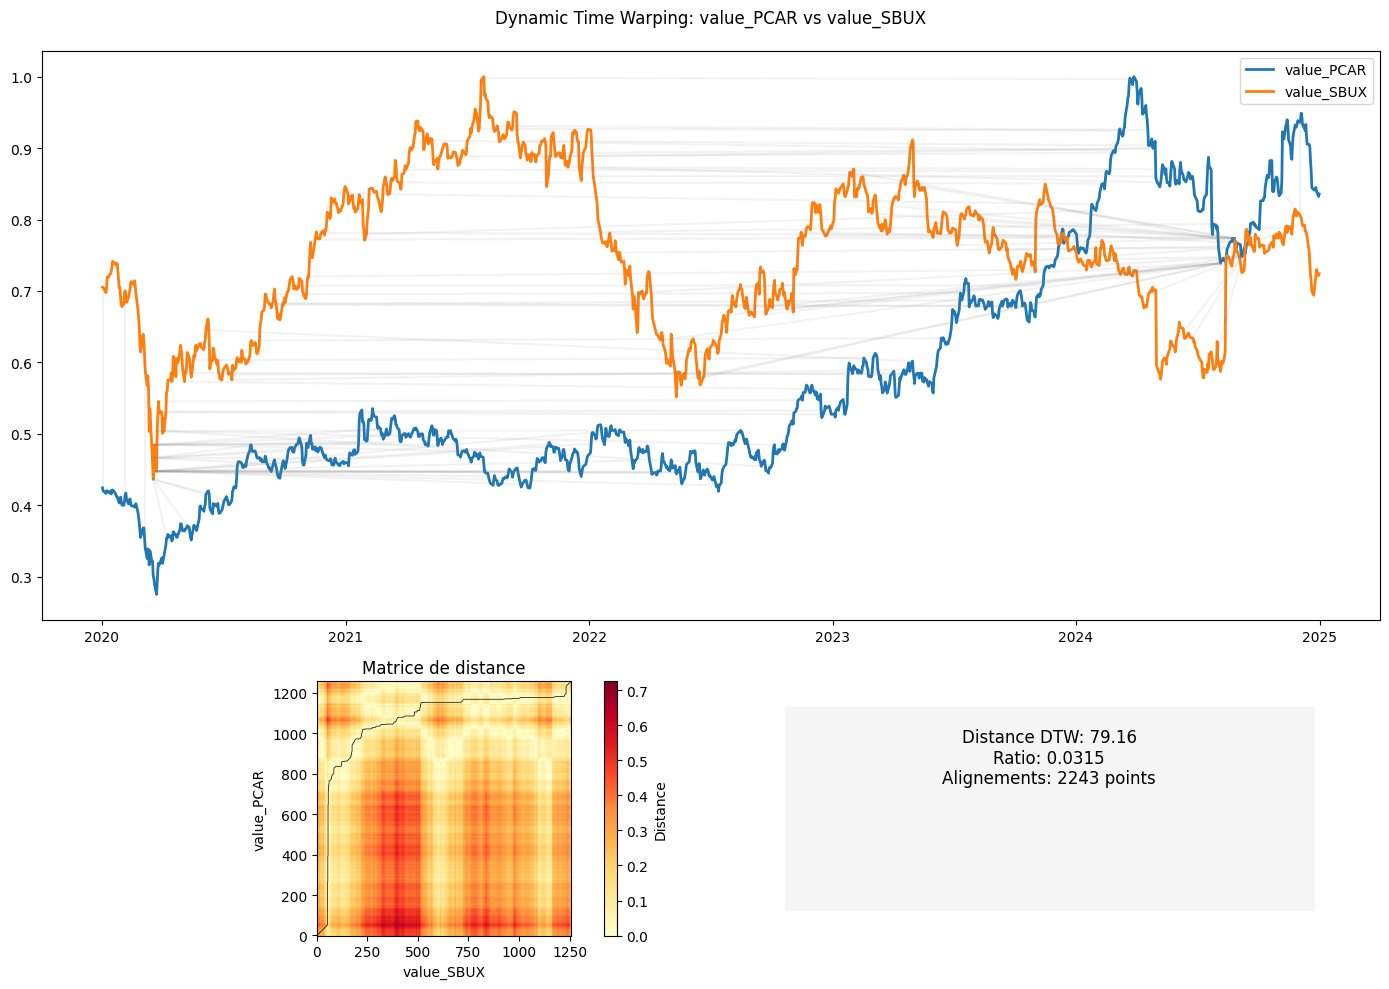 Dynamic Time Warping: value_PCAR vs value_SBUX
value_PCAR
value_SBUX
1.0
0.9
0.8
0.7
0.6
0.5
0.4
0.3
2020 2021 2022 2023 2024 2025
Matrice de distance
value_PCAR
1200
1000
800
600
400
200
0
0 250 500 750 1000 1250
value_SBUX
0.7
0.6
0.5
0.4
0.3
0.2
0.1
0.0
Distance
Distance DTW: 79.16
Ratio: 0.0315
Alignements: 2243 points